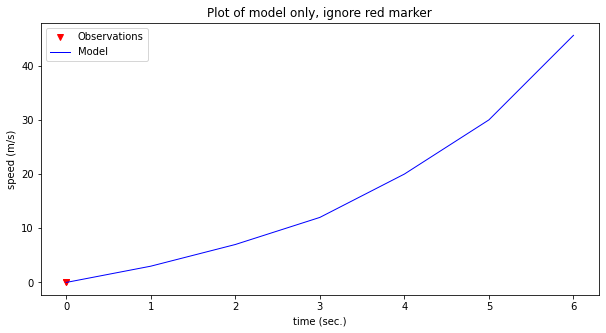 Plot of model only, ignore red marker
Observations
Model
speed (m/s)
40
30
20
10
0
0 1 2 3 4 5 6
time (sec.)